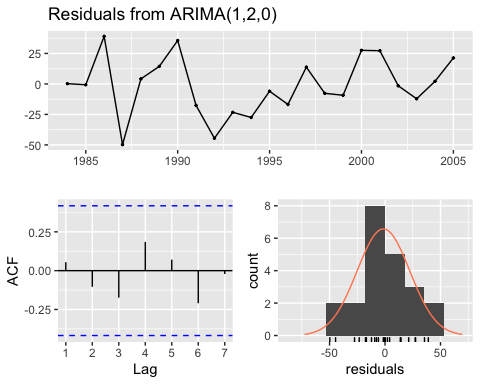 Residuals from ARIMA(1,2,0)
25
0
-25
-50
1985 1990 1995 2000 2005
ACF
0.25
0.00
-0.25
1 2 3 4 5 6 7
Lag
count
8
6
4
2
0
-50 0 50
residuals